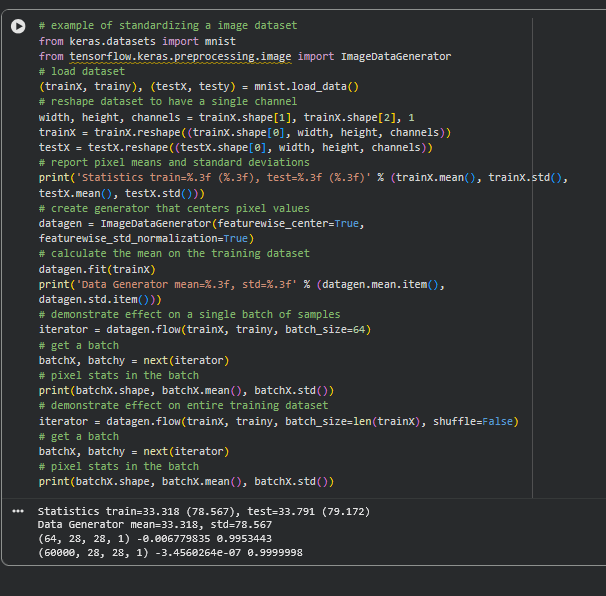 # example of standardizing a image dataset
from keras.datasets import mnist
from tensorflow.keras.preprocessing.image import ImageDataGenerator
# load dataset
(trainX, trainy), (testX, testy) = mnist.load_data()
# reshape dataset to have a single channel
width, height, channels = trainX.shape[1], trainX.shape[2], 1
trainX = trainX.reshape((trainX.shape[0], width, height, channels))
testX = testX.reshape((testX.shape[0], width, height, channels))
# report pixel means and standard deviations
print('Statistics train=%.3f (%.3f), test=%.3f (%.3f)' % (trainX.mean(), trainX.std(),
testX.mean(), testX.std()))
# create generator that centers pixel values
datagen = ImageDataGenerator(featurewise_center=True,
featurewise_std_normalization=True)
# calculate the mean on the training dataset
datagen.fit(trainX)
print('Data Generator mean=%.3f, std=%.3f' % (datagen.mean.item(),
datagen.std.item()))
# demonstrate effect on a single batch of samples
iterator = datagen.flow(trainX, trainy, batch_size=64)
# get a batch
batchX, batchy = next(iterator)
# pixel stats in the batch
print(batchX.shape, batchX.mean(), batchX.std())
# demonstrate effect on entire training dataset
iterator = datagen.flow(trainX, trainy, batch_size=len(trainX), shuffle=False)
# get a batch
batchX, batchy = next(iterator)
# pixel stats in the batch
print(batchX.shape, batchX.mean(), batchX.std())
Statistics train=33.318 (78.567), test=33.791 (79.172)
Data Generator mean=33.318, std=78.567
(64, 28, 28, 1) -0.006779835 0.9953443
(60000, 28, 28, 1) -3.4560264e-07 0.9999998